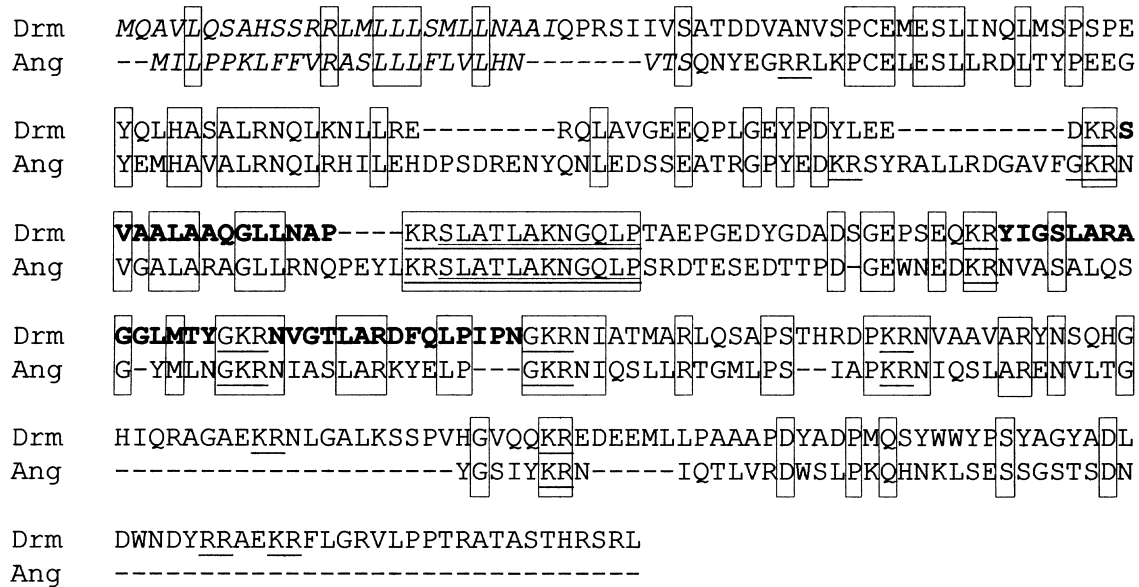 Drm MQAVLQSAHSSRRLMLLLSMLLNAAIQPRSIIVSATDDVANVSPCEMESLINQLMSPSPE
Ang --MILPPKLFFVRASLLLFLVLHN-------VTSQNYEGRRLKPCELESLLRDLTYPEEG
Drm YQLHASALRNQLKNLLRE--------RQLAVGEEQPLGEYPDYLEE----------DKRS
Ang YEMHAVALRNQLRHILEHDPSDRENYQNLEDSSEATRGPYEDKRSYRALLRDGAVFGKRN
Drm VAALAAQGLLNAP----KRSLATLAKNGQLPTAEPGEDYGDADSGEPSEQKRYIGSLARA
Ang VGALARAGLLRNQPEYLKRSLATLAKNGQLPSRDTESEDTTPD-GEWNEDKRNVASALQS
Drm GGLMTYGKRNVGTLARDFQLPIPNGKRNIATMARLQSAPSTHRDPKRNVAAVARYNSQHG
Ang G-YMLNGKRNIASLARKYELP---GKRNIQSLLRTGMLPS--IAPKRNIQSLARENVLTG
Drm HIQRAGAEKRNLGALKSSPVHGVQQKREDEEMLLPAAAPDYADPMQSYWWYPSYAGYADL
Ang --------------------YGSIYKRN-----IQTLVRDWSLPKQHNKLSESSGSTSDN
Drm DWNDYRRAEKRFLGRVLPPTRATASTHRSRL
Ang -------------------------------